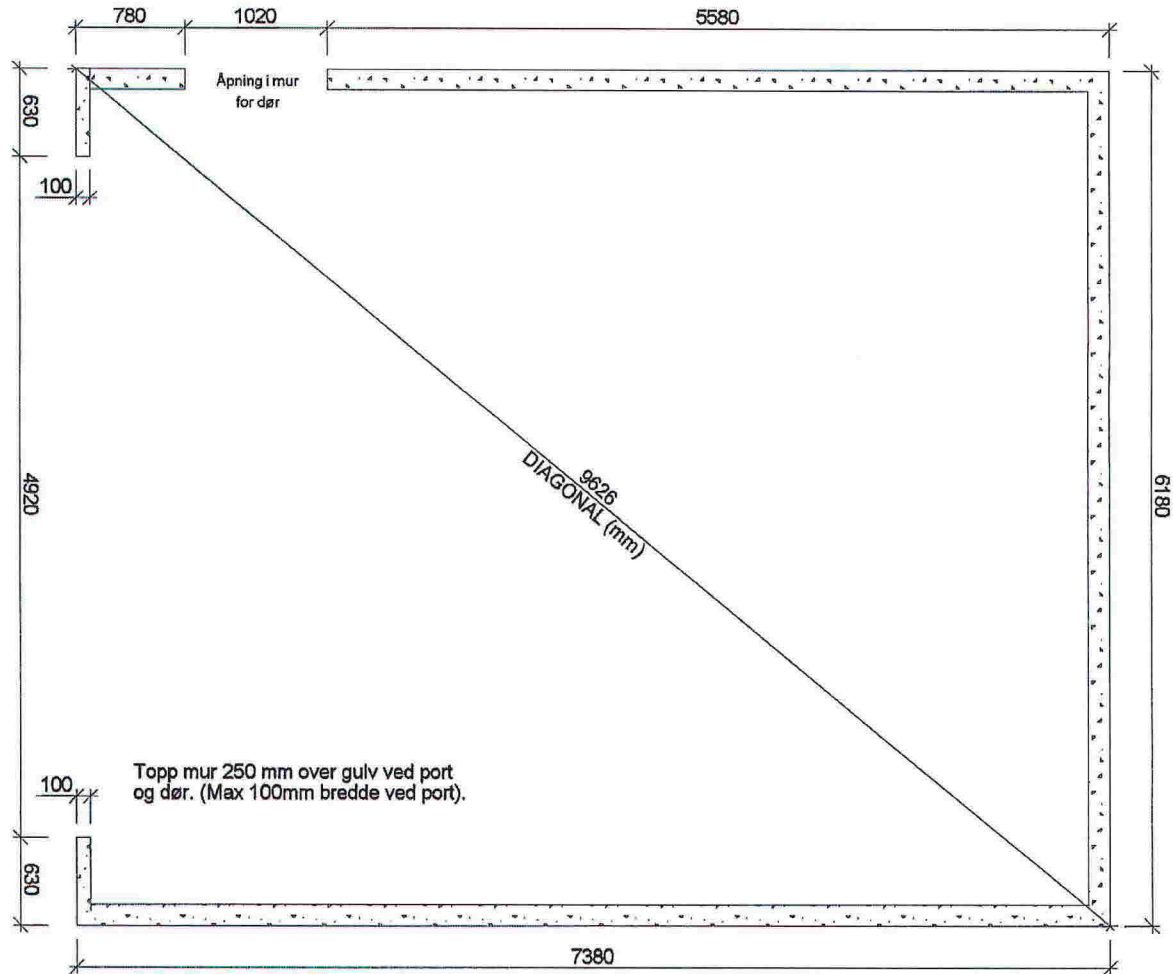 780
1020
5580
630
Åpning i mur
for dør
100
4920
9626
DIAGONAL (mm)
6180
Topp mur 250 mm over gulv ved port
og dør. (Max 100mm bredde ved port).
100
630
7380